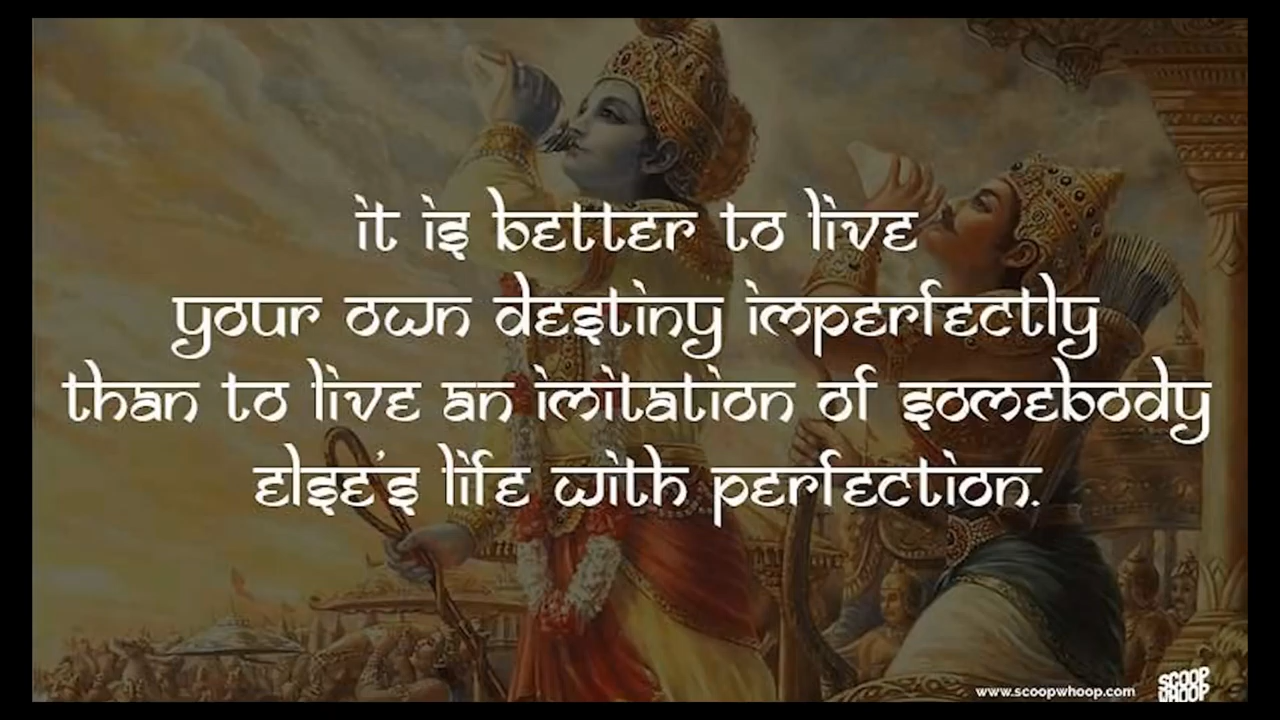 it is better to live
your own destiny imperfectly
than to live an imitation of somebody
else's life with perfection.
www.scoopwhoop.com
SCOOP
WHOOP